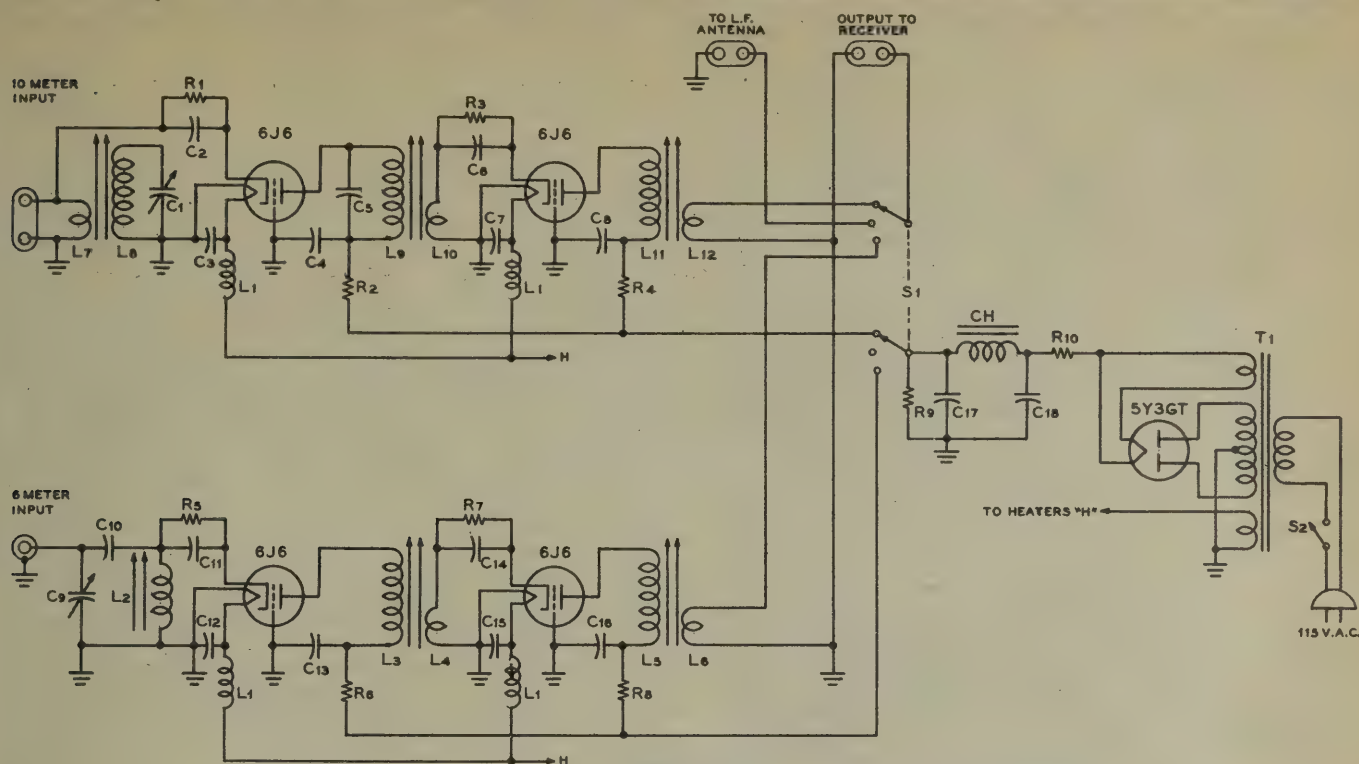 TO L.F.
ANTENNA
OUTPUT TO
RECEIVER
10 METER
INPUT
R1
C2
6J6
R3
C6
6J6
C1
C5
C7
C8
L7
L8
C3
C4
L9
L10
L11
L12
L1
R2
L1
R4
S1
H
CH
R10
T1
R9
C17
C18
5Y3GT
TO HEATERS "H"
S2
115 V.A.C.
6 METER
INPUT
C10
R5
C11
6J6
R7
C14
6J6
C9
L2
C12
C13
L3
L4
C15
C16
L5
L6
L1
R6
L1
R8
H